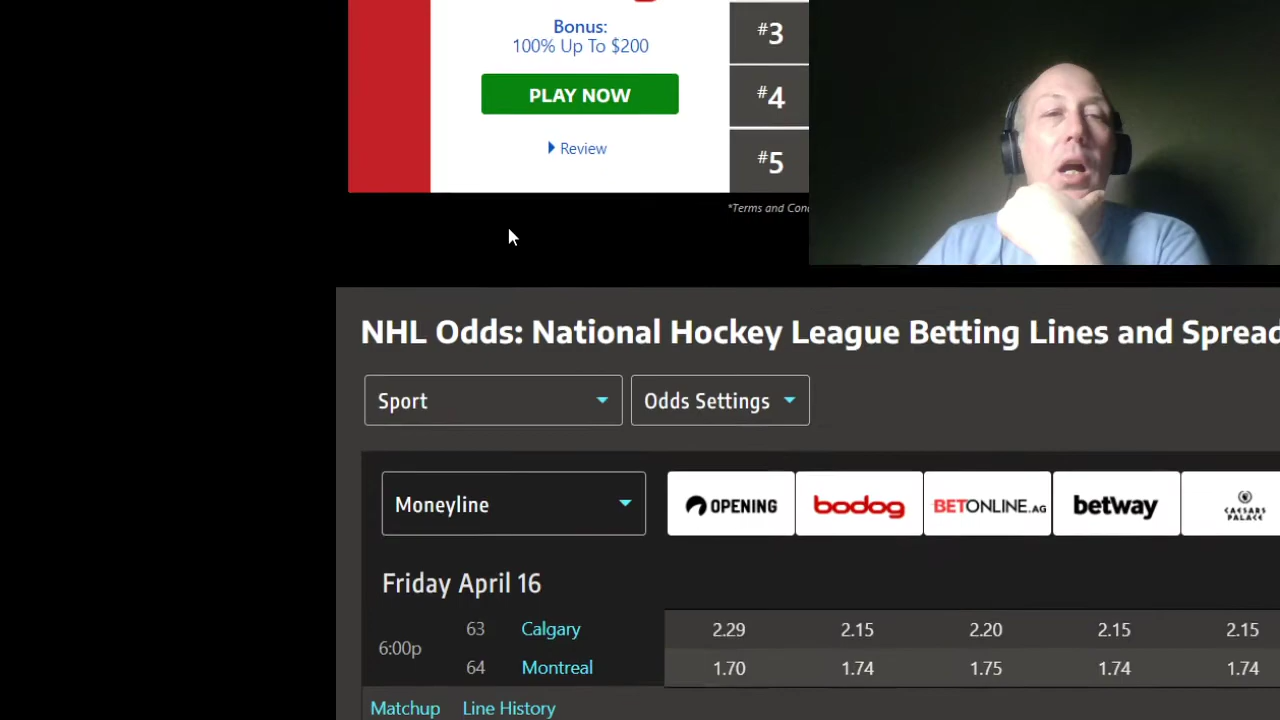 Bonus:
100% Up To $200
PLAY NOW
Review
#3
#4
#5
*Terms and Cond
NHL Odds: National Hockey League Betting Lines and Spread
Sport
Odds Settings
Moneyline
OPENING
bodog
BETONLINE.AG
betway
CAESARS PALACE
Friday April 16
6:00p
63 Calgary 2.29 2.15 2.20 2.15 2.15
64 Montreal 1.70 1.74 1.75 1.74 1.74
Matchup Line History